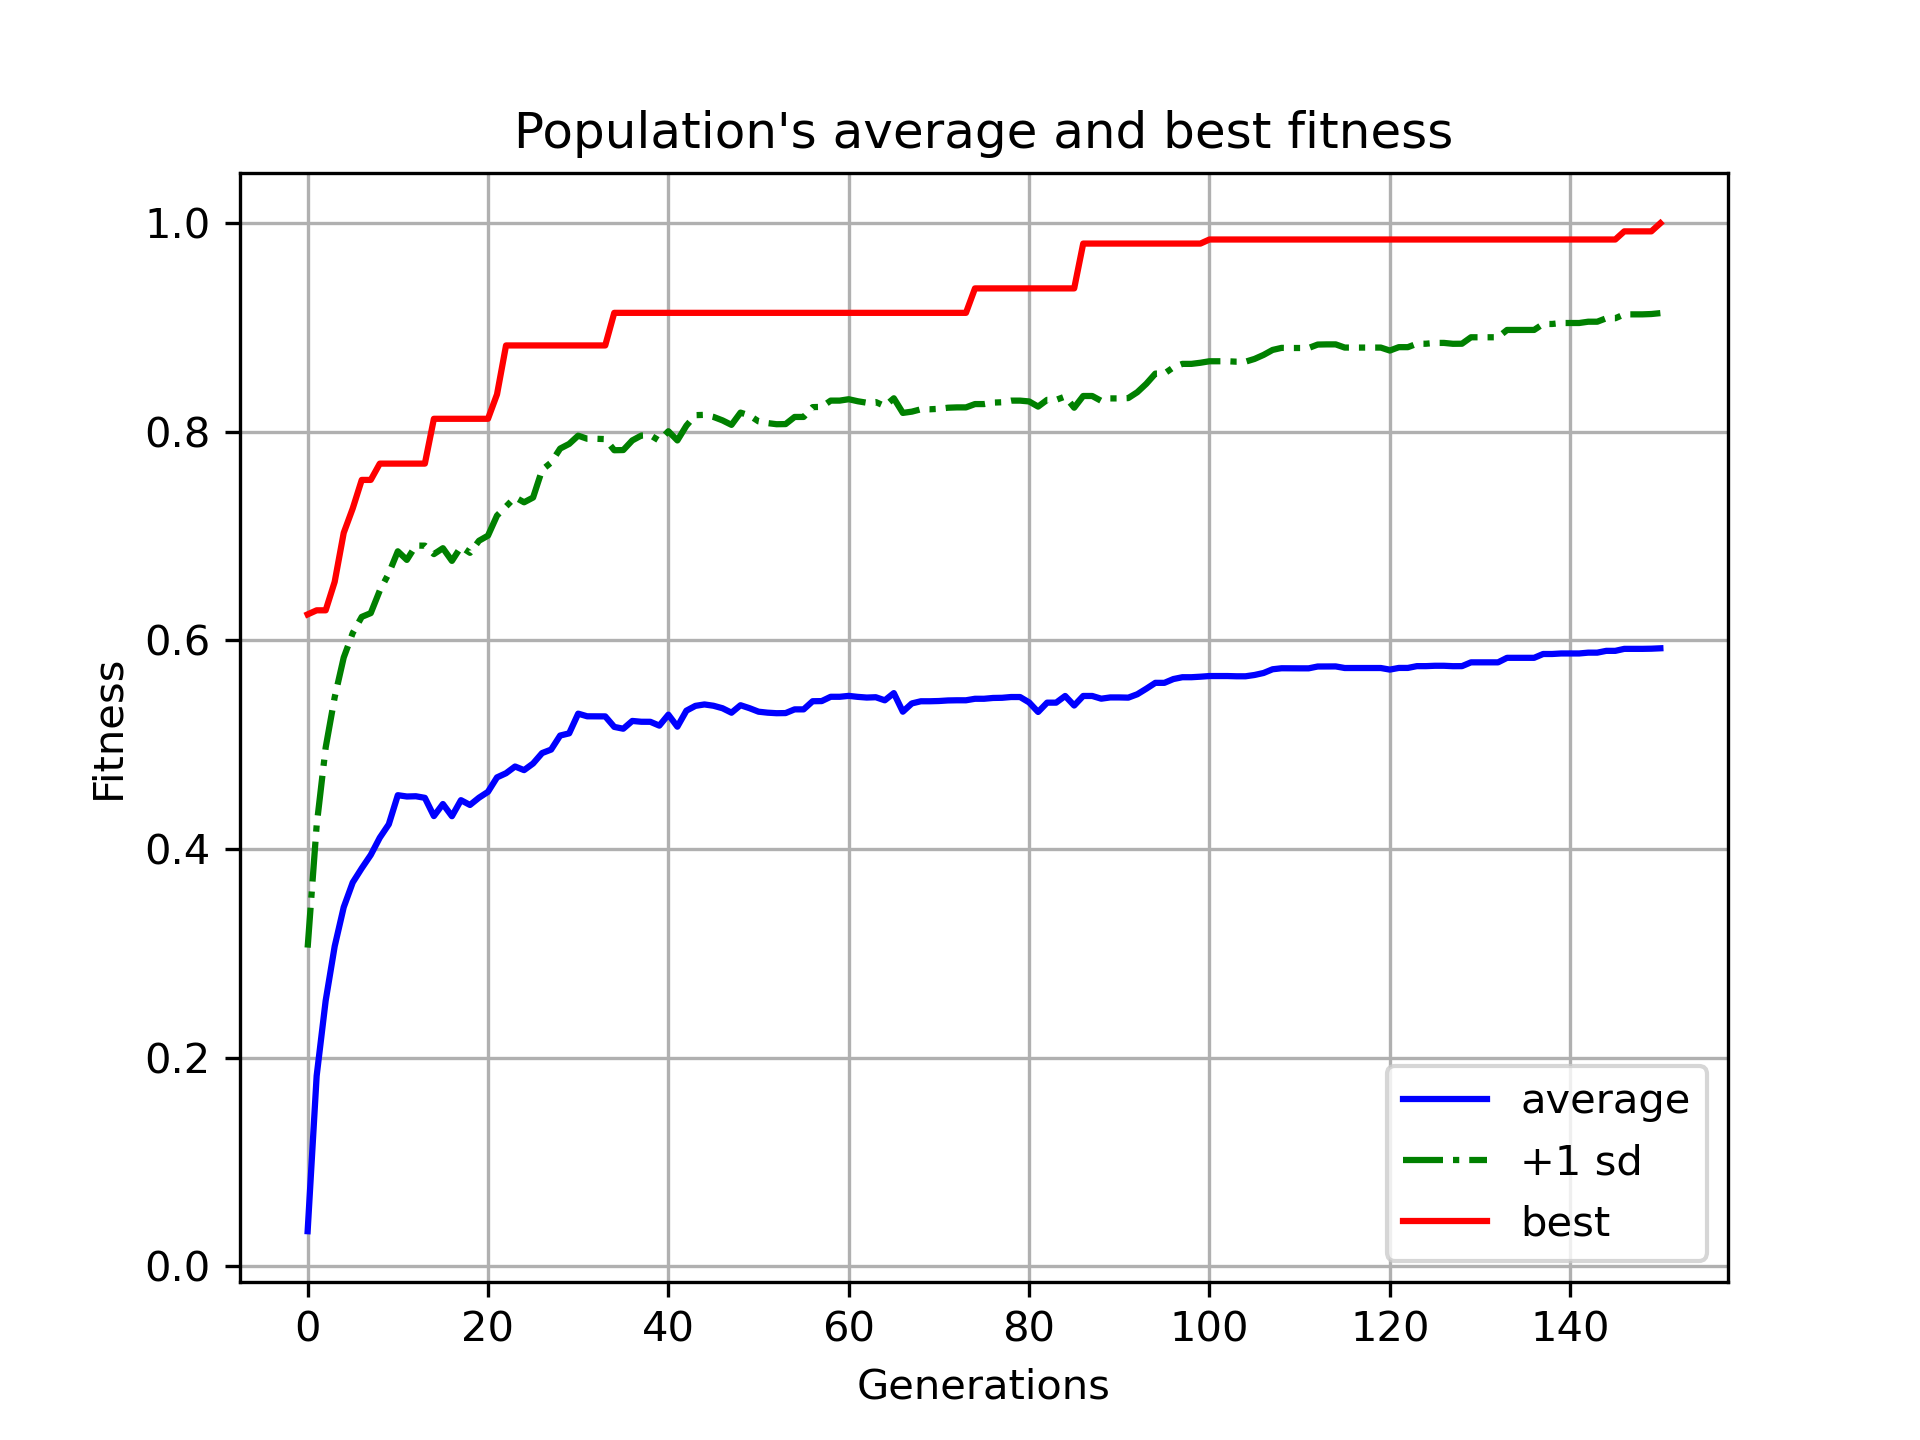 Population's average and best fitness
Fitness
1.0
0.8
0.6
0.4
0.2
0.0
average
+1 sd
best
0 20 40 60 80 100 120 140
Generations